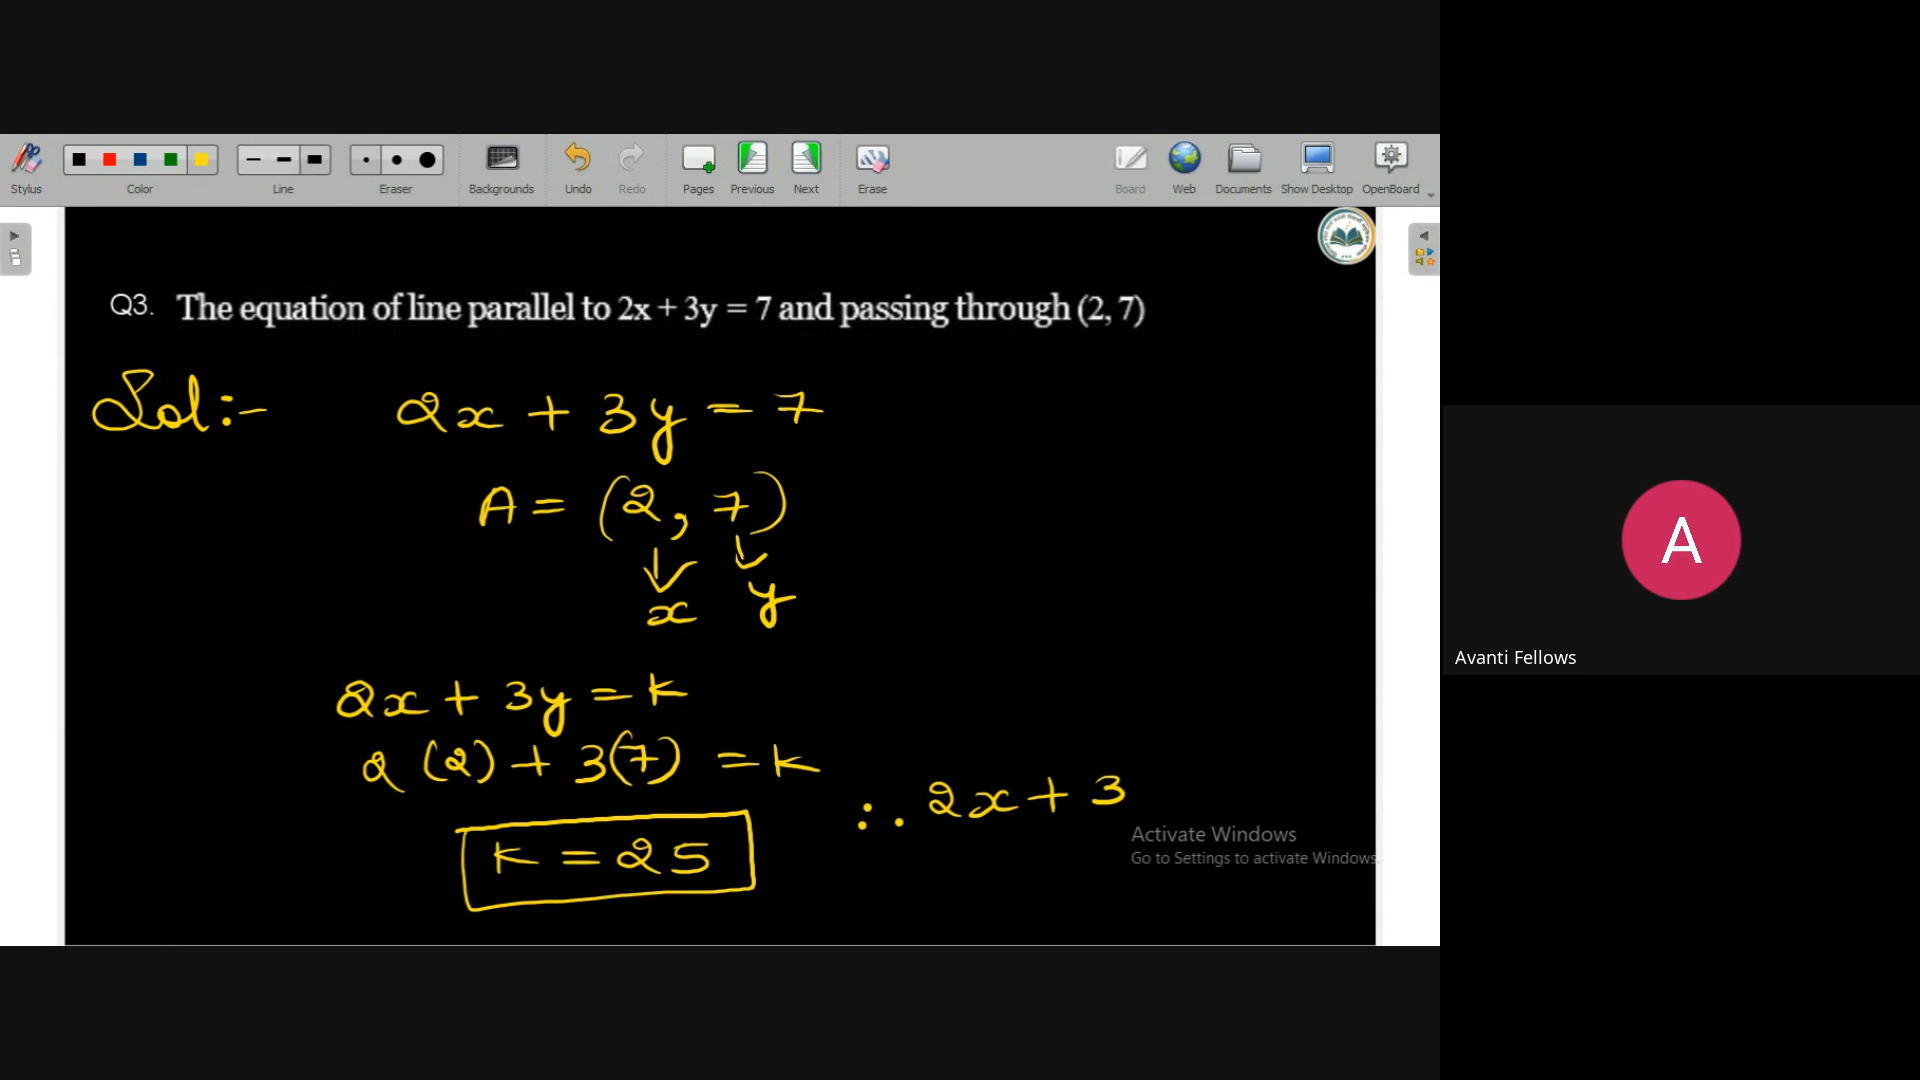 Stylus Color Line Eraser Backgrounds Undo Redo Pages Previous Next Erase Board Web Documents Show Desktop OpenBoard
Q3. The equation of line parallel to 2x + 3y = 7 and passing through (2, 7)
Sol:- 2x + 3y = 7
A = (2, 7)
x y
2x + 3y = k
2 (2) + 3(7) = k
∴ 2x + 3
K = 25
Activate Windows
Go to Settings to activate Windows.
A
Avanti Fellows